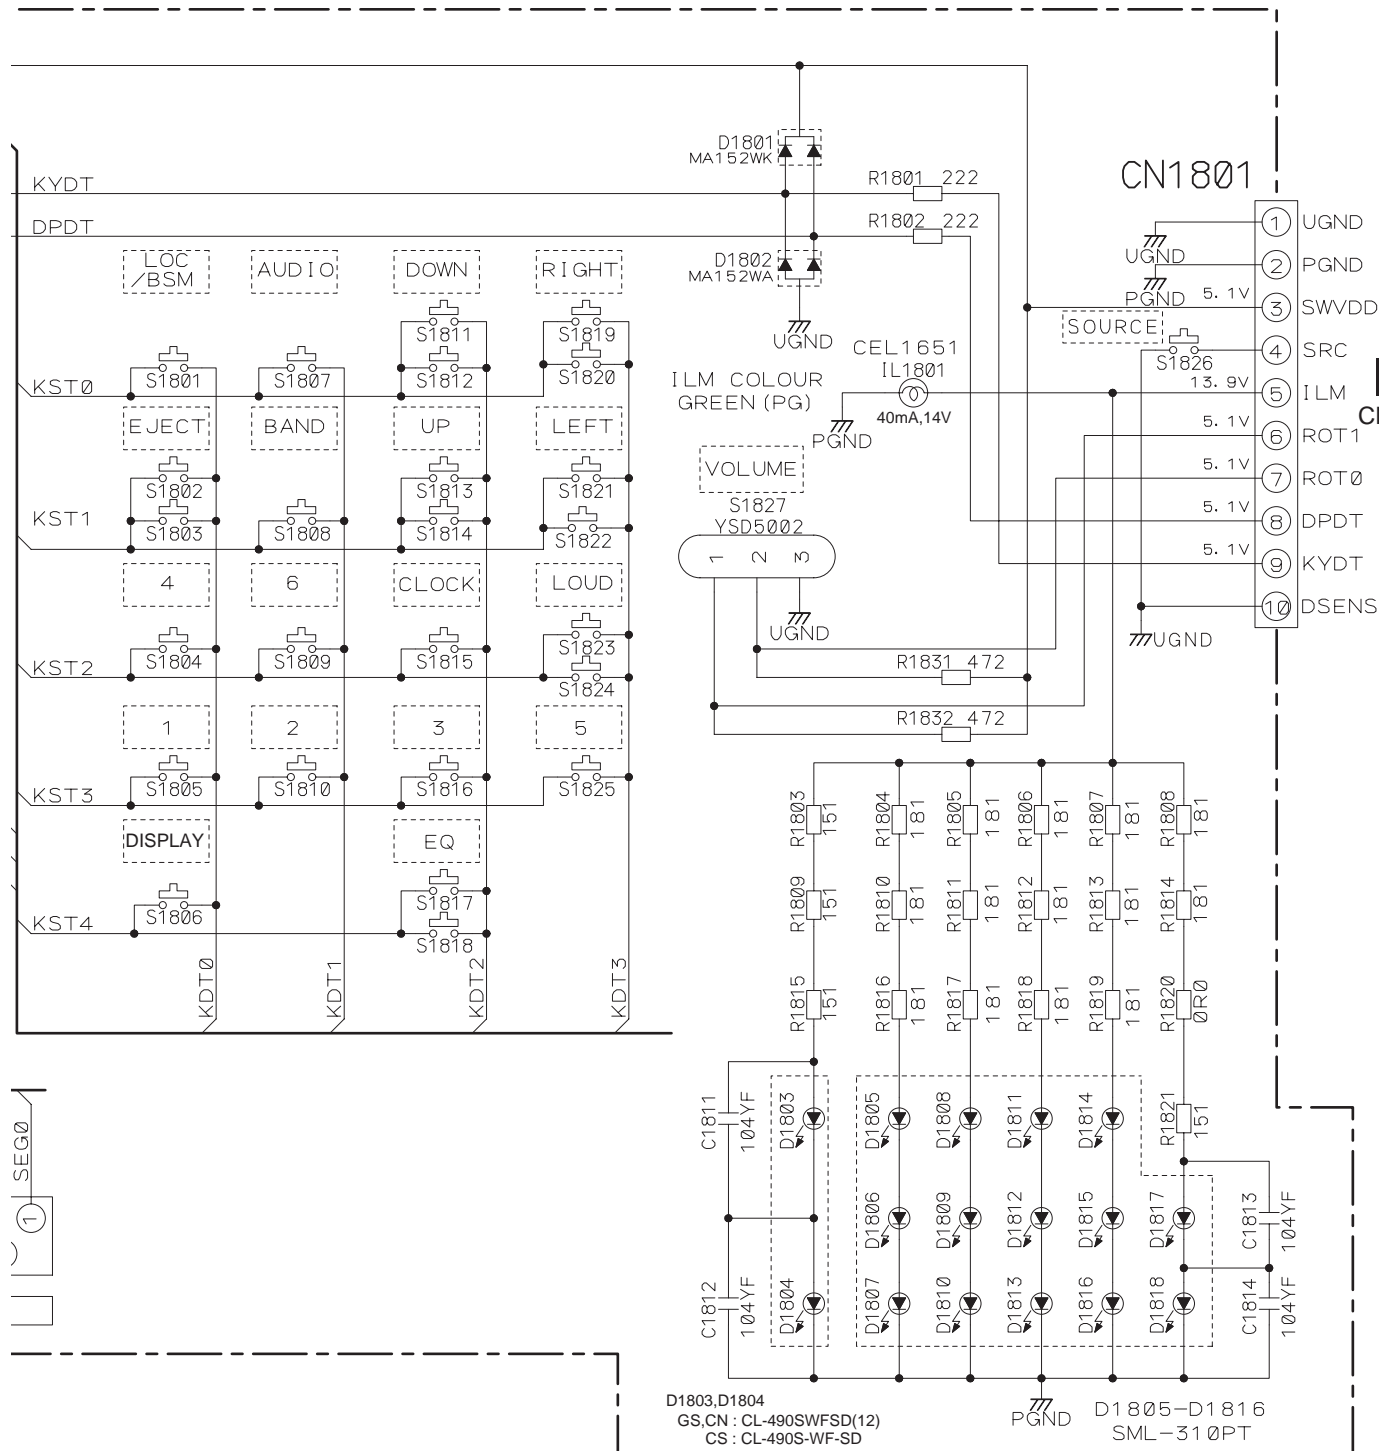 D1801
MA152WK
KYDT
R1801 222
CN1801
DPDT
R1802 222
1 UGND
UGND
LOC
/BSM
AUDIO
DOWN
RIGHT
D1802
MA152WA
2 PGND
PGND
5.1V
3 SWVDD
S1811
S1819
UGND
SOURCE
S1826
4 SRC
S1801
S1807
S1812
S1820
CEL1651
IL1801
ILM COLOUR
GREEN(PG)
40mA,14V
PGND
13.9V
5 ILM
KST0
EJECT
BAND
UP
LEFT
5.1V
6 ROT1
VOLUME
5.1V
7 ROT0
S1802
S1813
S1821
S1827
YSD5002
5.1V
8 DPDT
KST1
S1803
S1808
S1814
S1822
1 2 3
5.1V
9 KYDT
4
6
CLOCK
LOUD
10 DSENS
UGND
UGND
S1823
KST2
S1804
S1809
S1815
S1824
R1831 472
1
2
3
5
R1832 472
KST3
S1805
S1810
S1816
S1825
R1803 151
R1804 181
R1805 181
R1806 181
R1807 181
R1808 181
DISPLAY
EQ
S1817
R1809 151
R1810 181
R1811 181
R1812 181
R1813 181
R1814 181
KST4
S1806
S1818
KDT0
KDT1
KDT2
KDT3
R1815 151
R1816 181
R1817 181
R1818 181
R1819 181
R1820 0R0
C1811 104YF
D1803
D1805
D1808
D1811
D1814
R1821 151
SEG0
1
D1806
D1809
D1812
D1815
D1817
C1813 104YF
C1812 104YF
D1804
D1807
D1810
D1813
D1816
D1818
C1814 104YF
D1803,D1804
GS,CN : CL-490SWFSD(12)
CS : CL-490S-WF-SD
PGND
D1805-D1816
SML-310PT